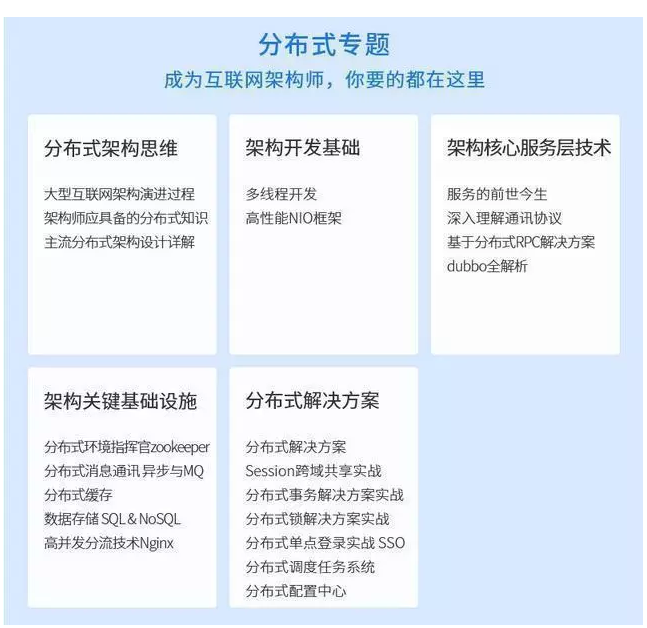 分布式专题
成为互联网架构师，你要的都在这里
分布式架构思维
大型互联网架构演进过程
架构师应具备的分布式知识
主流分布式架构设计详解
架构开发基础
多线程开发
高性能NIO框架
架构核心服务层技术
服务的前世今生
深入理解通讯协议
基于分布式RPC解决方案
dubbo全解析
架构关键基础设施
分布式环境指挥官zookeeper
分布式消息通讯 异步与MQ
分布式缓存
数据存储 SQL & NoSQL
高并发分流技术Nginx
分布式解决方案
分布式解决方案
Session跨域共享实战
分布式事务解决方案实战
分布式锁解决方案实战
分布式单点登录实战 SSO
分布式调度任务系统
分布式配置中心